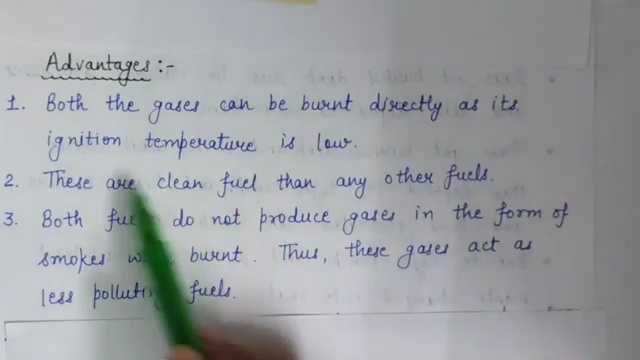 Advantages :-
1. Both the gases can be burnt directly as its
ignition temperature is low.
2. These are clean fuel than any other fuels.
3. Both do not produce gases in the form of
smokes burnt. Thus, these gases act as
less polluting fuels.